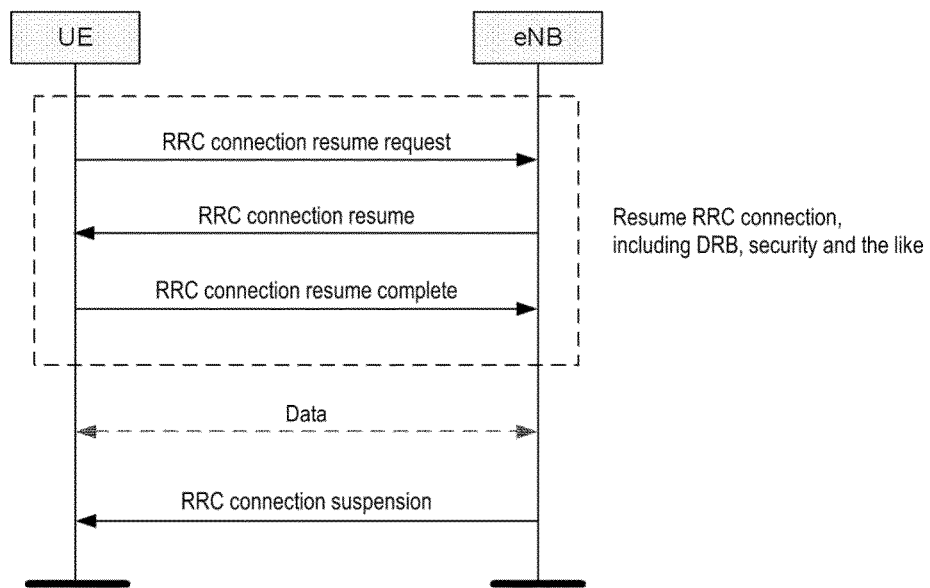 UE
eNB
RRC connection resume request
RRC connection resume
Resume RRC connection,
including DRB, security and the like
RRC connection resume complete
Data
RRC connection suspension